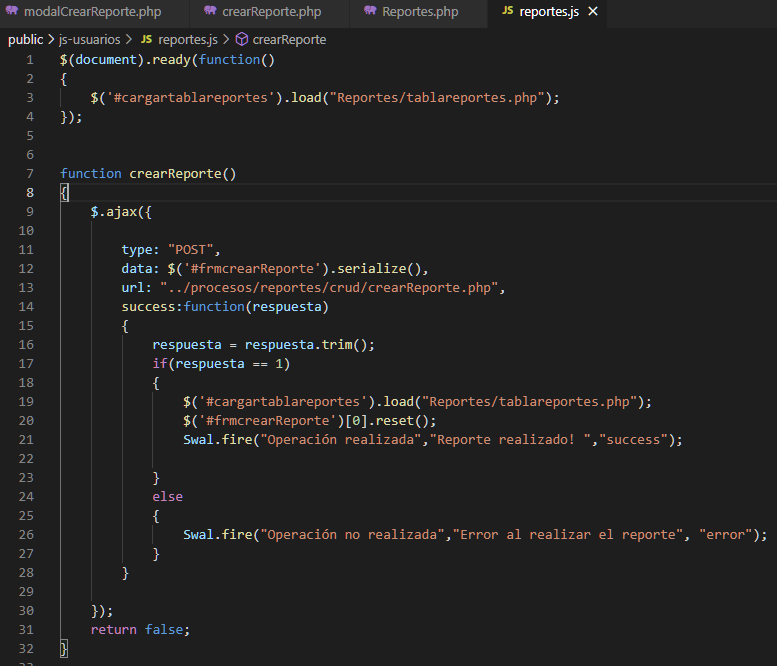 modalCrearReporte.php crearReporte.php Reportes.php JS reportes.js ×
public > js-usuarios > JS reportes.js > crearReporte
1 $(document).ready(function()
2 {
3 $('#cargartablareportes').load("Reportes/tablareportes.php");
4 });
5
6
7 function crearReporte()
8 {
9 $.ajax({
10
11 type: "POST",
12 data: $('#frmcrearReporte').serialize(),
13 url: "../procesos/reportes/crud/crearReporte.php",
14 success:function(respuesta)
15 {
16 respuesta = respuesta.trim();
17 if(respuesta == 1)
18 {
19 $('#cargartablareportes').load("Reportes/tablareportes.php");
20 $('#frmcrearReporte')[0].reset();
21 Swal.fire("Operación realizada","Reporte realizado! ","success");
22
23 }
24 else
25 {
26 Swal.fire("Operación no realizada","Error al realizar el reporte", "error");
27 }
28 }
29
30 });
31 return false;
32 }